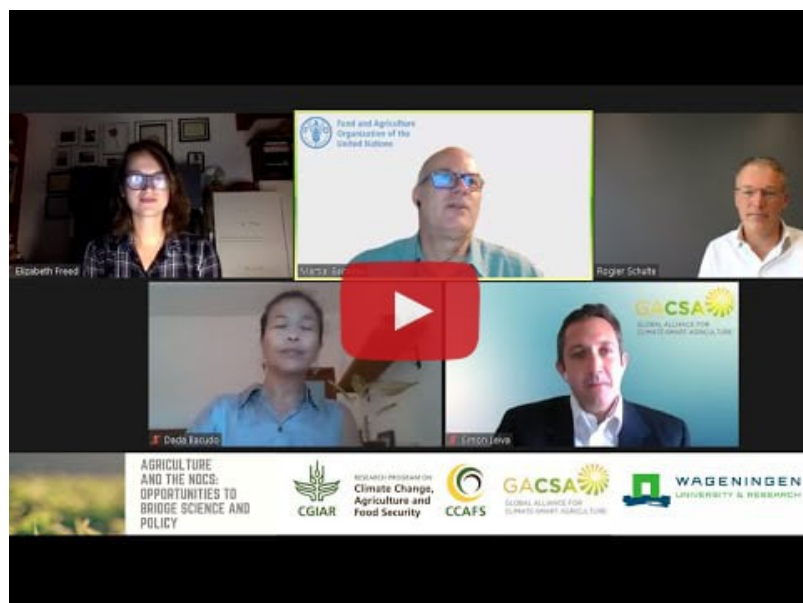 Food and Agriculture
Organization of the
United Nations
Elizabeth Freed
Rogier Schulte
GACSA
GLOBAL ALLIANCE FOR
CLIMATE-SMART AGRICULTURE
Dada Bacudo
Simon Leiva
AGRICULTURE
AND THE NDCS:
OPPORTUNITIES TO
BRIDGE SCIENCE AND
POLICY
CGIAR
RESEARCH PROGRAM ON
Climate Change,
Agriculture and
Food Security
CCAFS
GACSA
GLOBAL ALLIANCE FOR
CLIMATE-SMART AGRICULTURE
WAGENINGEN
UNIVERSITY & RESEARCH